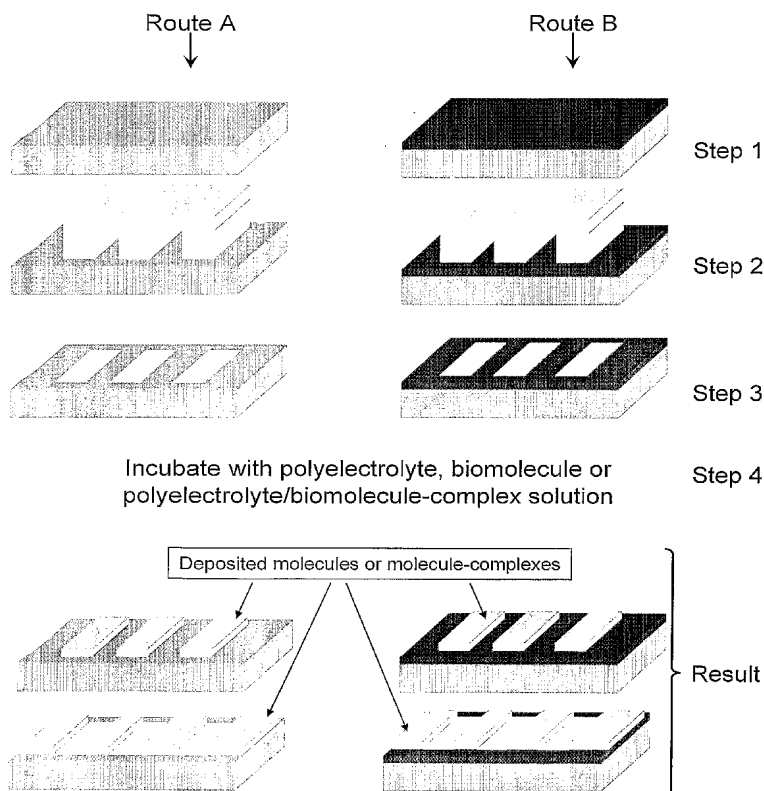 Route A
Route B
Step 1
Step 2
Step 3
Incubate with polyelectrolyte, biomolecule or
polyelectrolyte/biomolecule-complex solution
Step 4
Deposited molecules or molecule-complexes
Result